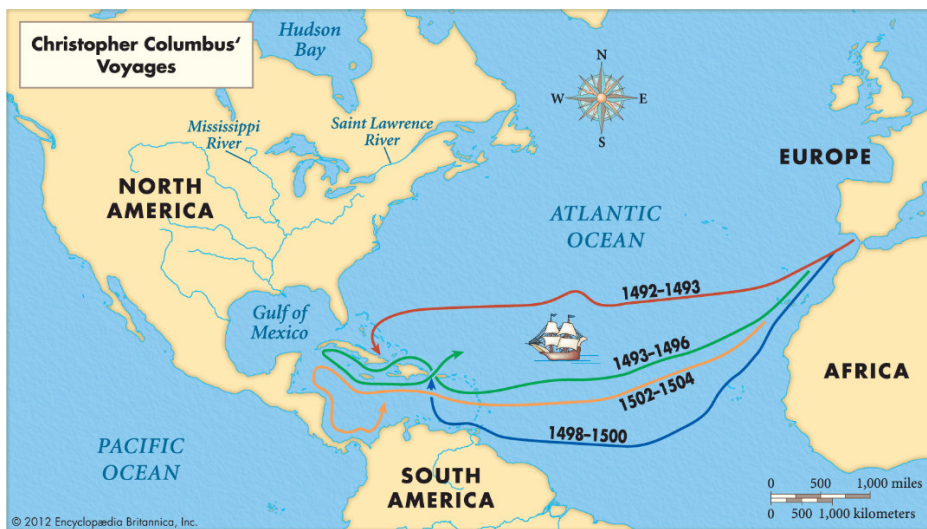 Christopher Columbus'
Voyages
Hudson
Bay
N
W
E
S
Mississippi
River
Saint Lawrence
River
NORTH
AMERICA
EUROPE
ATLANTIC
OCEAN
Gulf of
Mexico
1492–1493
1493–1496
1502–1504
1498–1500
AFRICA
PACIFIC
OCEAN
SOUTH
AMERICA
0 500 1,000 miles
0 500 1,000 kilometers
© 2012 Encyclopædia Britannica, Inc.